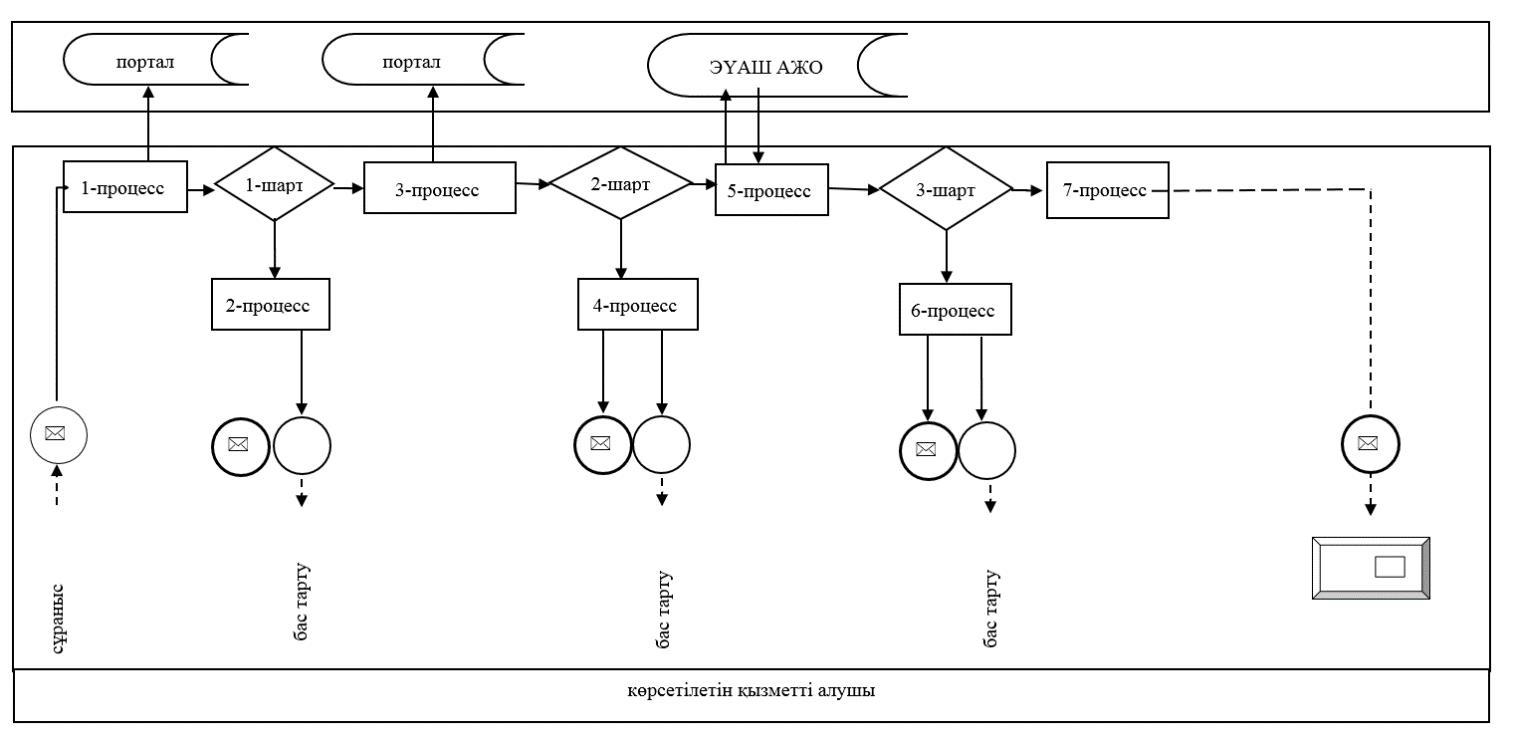 портал
портал
ЭҮАШ АЖО
1-процесс
1-шарт
3-процесс
2-шарт
5-процесс
3-шарт
7-процесс
2-процесс
4-процесс
6-процесс
сұраныс
бас тарту
бас тарту
бас тарту
көрсетілетін қызметті алушы